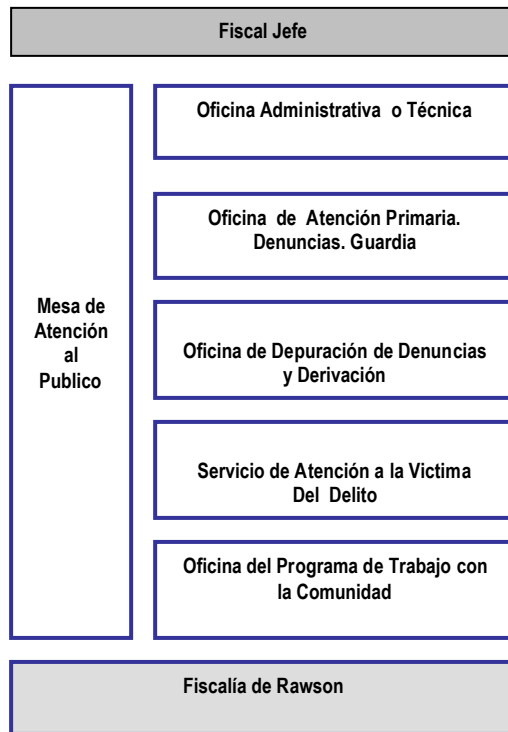 Fiscal Jefe
Mesa de
Atención
al
Publico
Oficina Administrativa o Técnica
Oficina de Atención Primaria.
Denuncias. Guardia
Oficina de Depuración de Denuncias
y Derivación
Servicio de Atención a la Victima
Del Delito
Oficina del Programa de Trabajo con
la Comunidad
Fiscalía de Rawson